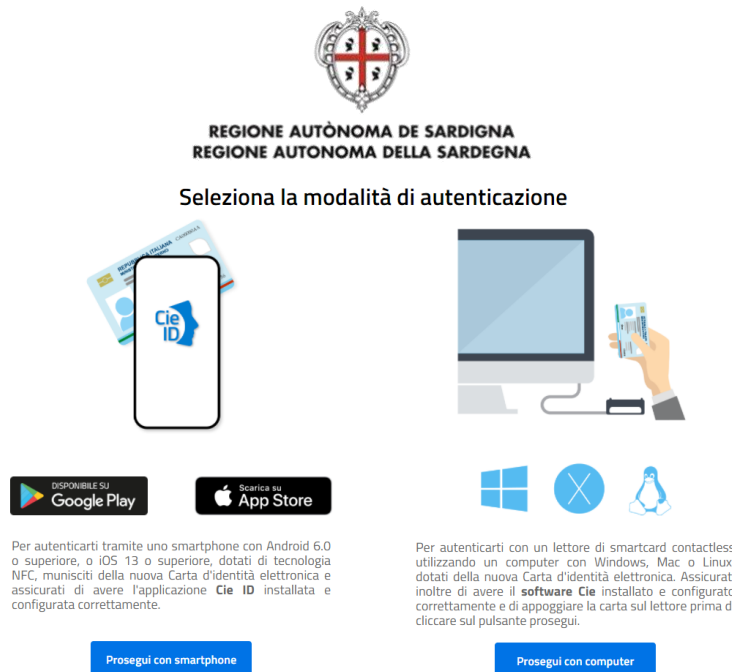 REGIONE AUTÒNOMA DE SARDIGNA
REGIONE AUTONOMA DELLA SARDEGNA
Seleziona la modalità di autenticazione
REPUBBLICA ITALIANA
Cie
ID
DISPONIBILE SU
Google Play
Scarica su
App Store
Per autenticarti tramite uno smartphone con Android 6.0
o superiore, o iOS 13 o superiore, dotati di tecnologia
NFC, munisciti della nuova Carta d'identità elettronica e
assicurati di avere l'applicazione Cie ID installata e
configurata correttamente.
Prosegui con smartphone
Per autenticarti con un lettore di smartcard contactless
utilizzando un computer con Windows, Mac o Linux
dotati della nuova Carta d'identità elettronica. Assicurat
inoltre di avere il software Cie installato e configurato
correttamente e di appoggiare la carta sul lettore prima d
cliccare sul pulsante prosegui.
Prosegui con computer